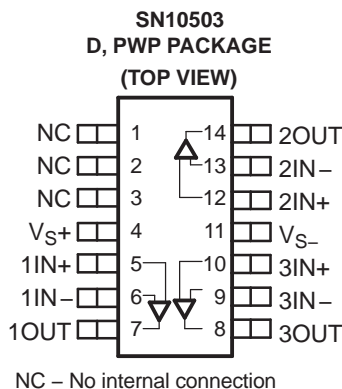 SN10503
D, PWP PACKAGE
(TOP VIEW)
NC 1 14 2OUT
NC 2 13 2IN−
NC 3 12 2IN+
VS+ 4 11 VS−
1IN+ 5 10 3IN+
1IN− 6 9 3IN−
1OUT 7 8 3OUT
NC – No internal connection